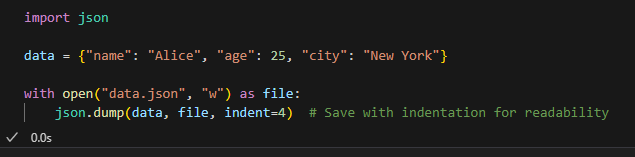 import json
data = {"name": "Alice", "age": 25, "city": "New York"}
with open("data.json", "w") as file:
    json.dump(data, file, indent=4)  # Save with indentation for readability
0.0s